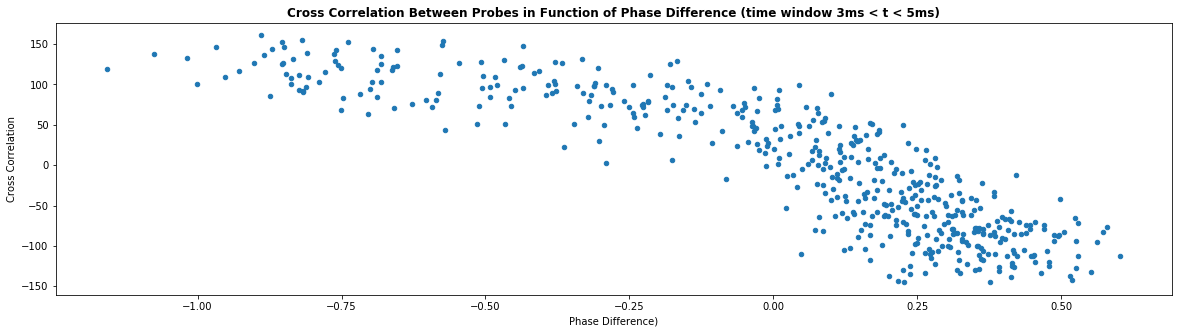 Cross Correlation Between Probes in Function of Phase Difference (time window 3ms < t < 5ms)
150
100
50
0
−50
−100
−150
Cross Correlation
−1.00 −0.75 −0.50 −0.25 0.00 0.25 0.50
Phase Difference)